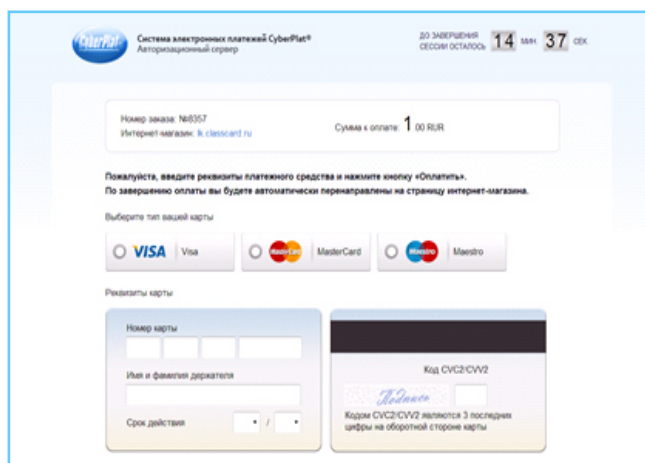 CyberPlat
Система электронных платежей CyberPlat®
Авторизационный сервер
ДО ЗАВЕРШЕНИЯ
СЕССИИ ОСТАЛОСЬ 14 МИН. 37 СЕК.
Номер заказа: №8357
Интернет-магазин: lk.classcard.ru
Сумма к оплате: 1.00 RUR
Пожалуйста, введите реквизиты платежного средства и нажмите кнопку «Оплатить».
По завершению оплаты вы будете автоматически перенаправлены на страницу интернет-магазина.
Выберите тип вашей карты
VISA Visa
MasterCard MasterCard
Maestro Maestro
Реквизиты карты
Номер карты
Имя и фамилия держателя
Срок действия /
Код CVC2/CVV2
Подпись
Кодом CVC2/CVV2 являются 3 последних
цифры на оборотной стороне карты